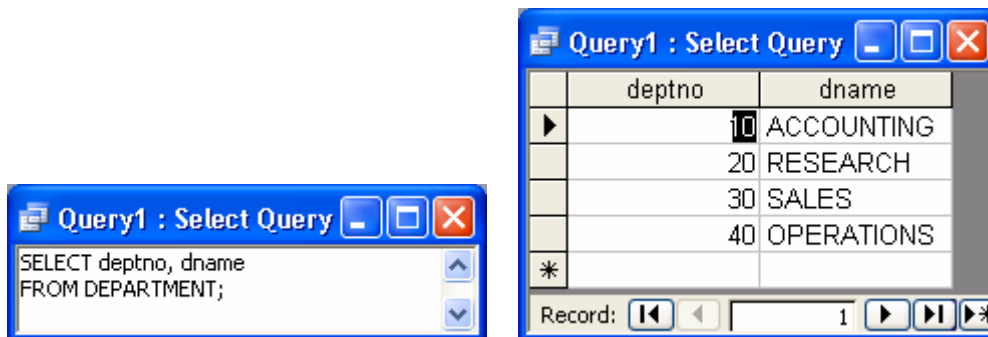 Query1 : Select Query
SELECT deptno, dname
FROM DEPARTMENT;
Query1 : Select Query
deptno dname
10 ACCOUNTING
20 RESEARCH
30 SALES
40 OPERATIONS
Record: 1